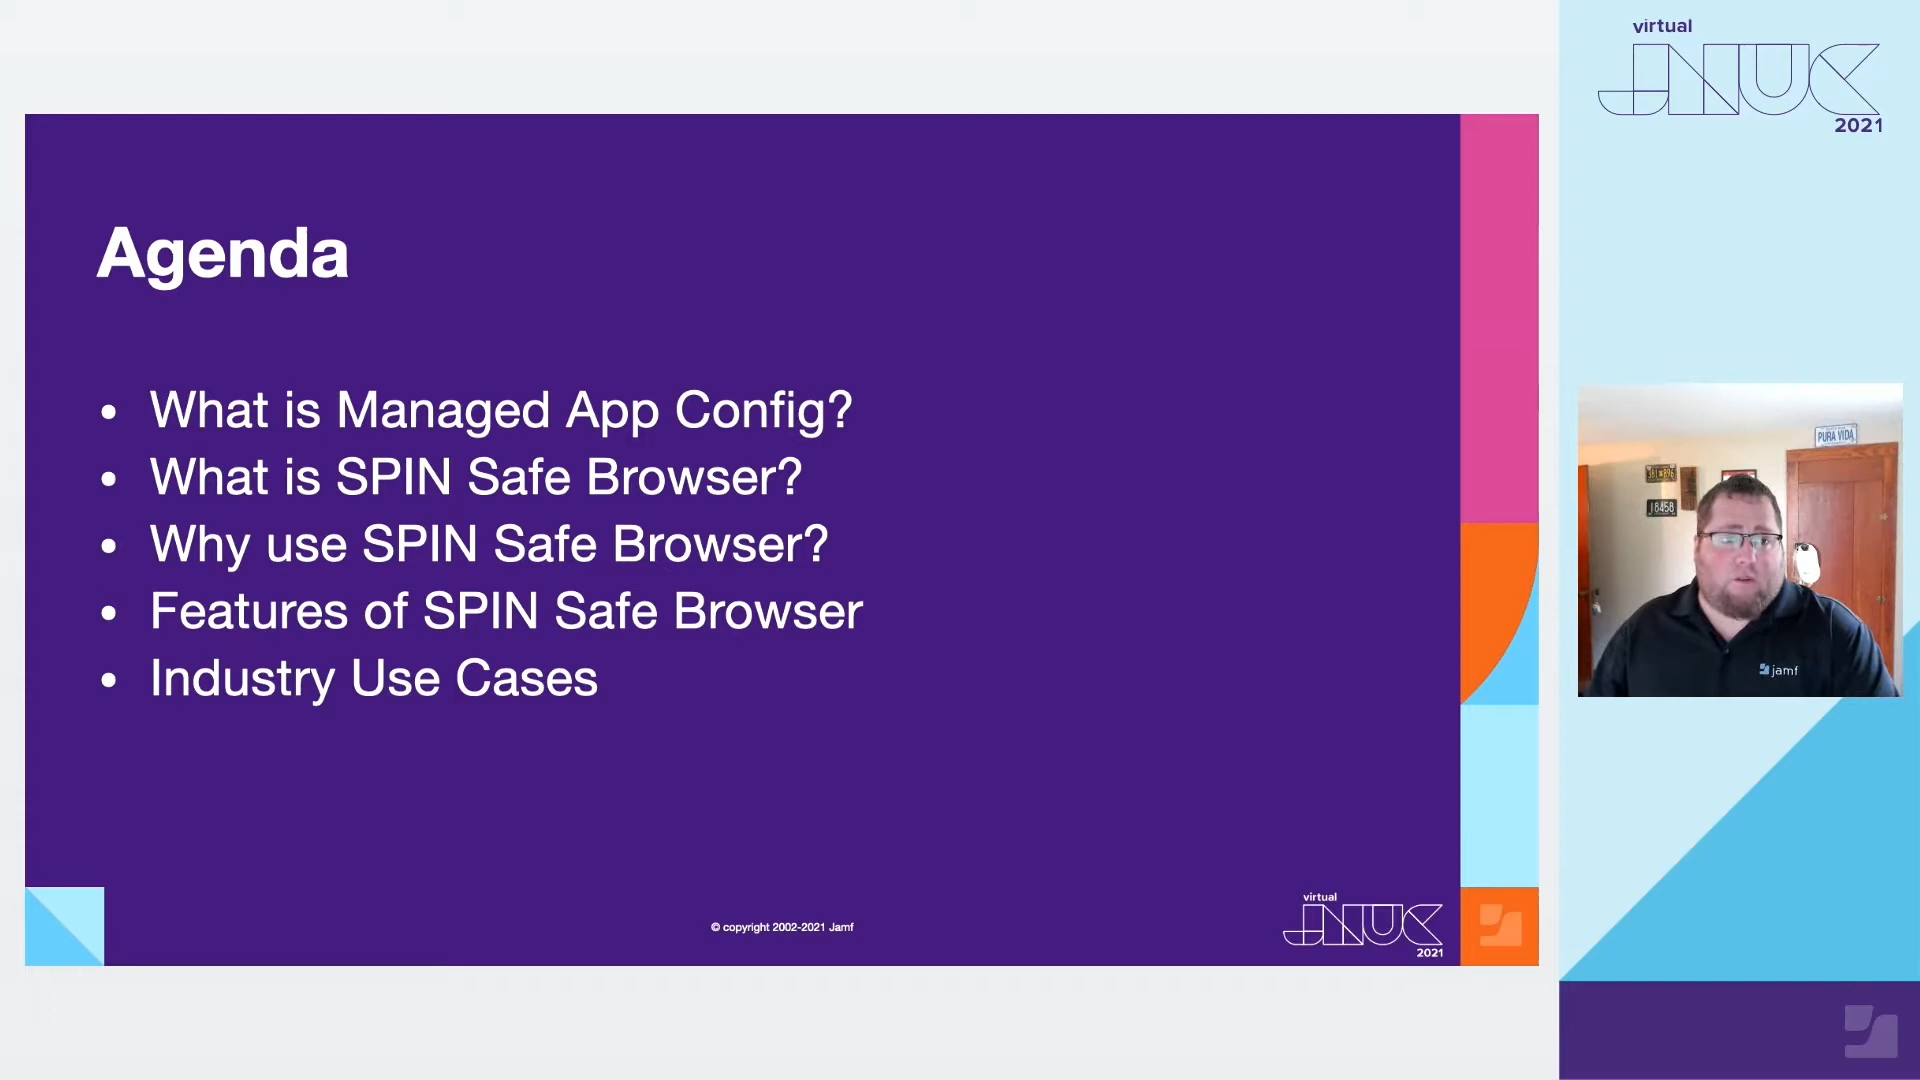 virtual
JNUC
2021
Agenda
• What is Managed App Config?
• What is SPIN Safe Browser?
• Why use SPIN Safe Browser?
• Features of SPIN Safe Browser
• Industry Use Cases
© copyright 2002-2021 Jamf
virtual
JNUC
2021
PURA VIDA
18458
jamf